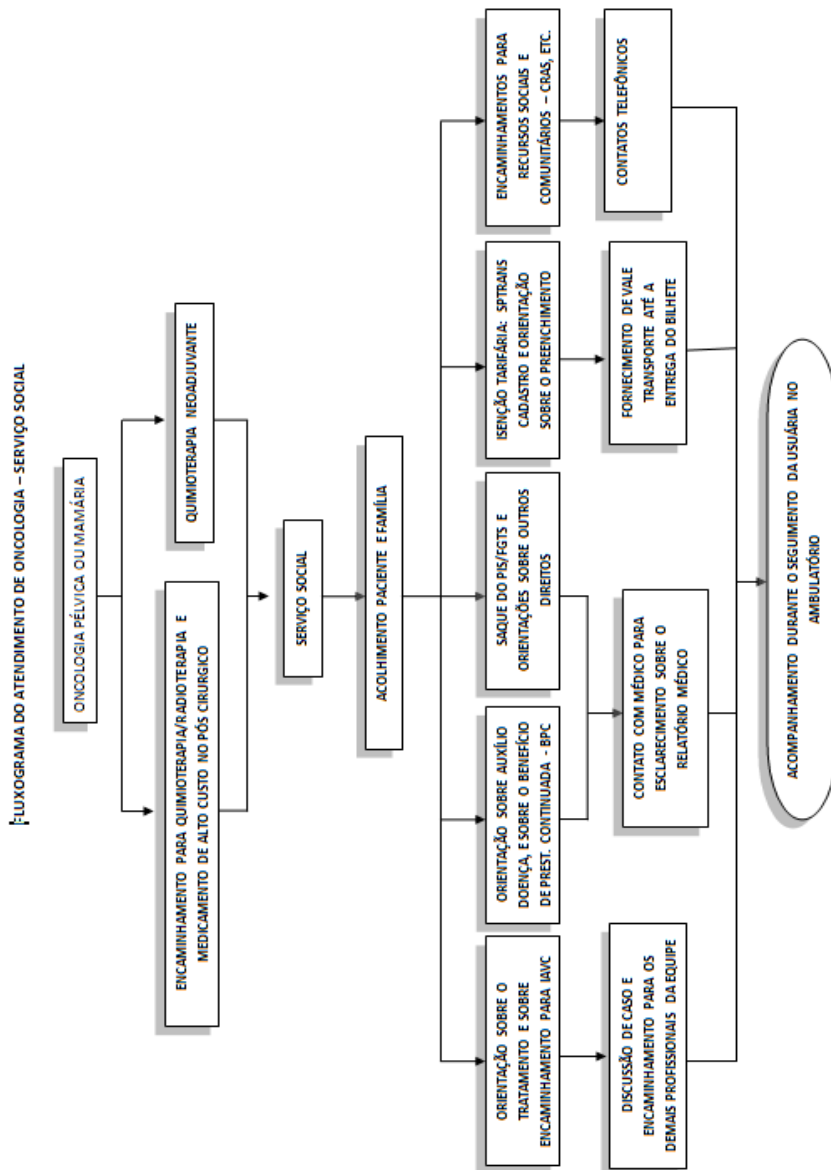 FLUXOGRAMA DO ATENDIMENTO DE ONCOLOGIA – SERVIÇO SOCIAL
ONCOLOGIA PÉLVICA OU MAMÁRIA
ENCAMINHAMENTO PARA QUIMIOTERAPIA/RADIOTERAPIA E
MEDICAMENTO DE ALTO CUSTO NO PÓS CIRURGICO
QUIMIOTERAPIA NEOADJUVANTE
SERVIÇO SOCIAL
ACOLHIMENTO PACIENTE E FAMÍLIA
ORIENTAÇÃO SOBRE O
TRATAMENTO E SOBRE
ENCAMINHAMENTO PARA IAVC
ORIENTAÇÃO SOBRE AUXÍLIO
DOENÇA, E SOBRE O BENEFÍCIO
DE PREST. CONTINUADA - BPC
SAQUE DO PIS/FGTS E
ORIENTAÇÕES SOBRE OUTROS
DIREITOS
ISENÇÃO TARIFÁRIA: SPTRANS
CADASTRO E ORIENTAÇÃO
SOBRE O PREENCHIMENTO
ENCAMINHAMENTOS PARA
RECURSOS SOCIAIS E
COMUNITÁRIOS – CRAS, ETC.
DISCUSSÃO DE CASO E
ENCAMINHAMENTO PARA OS
DEMAIS PROFISSIONAIS DA EQUIPE
CONTATO COM MÉDICO PARA
ESCLARECIMENTO SOBRE O
RELATÓRIO MÉDICO
FORNECIMENTO DE VALE
TRANSPORTE ATÉ A
ENTREGA DO BILHETE
CONTATOS TELEFÔNICOS
ACOMPANHAMENTO DURANTE O SEGUIMENTO DA USUÁRIA NO
AMBULATÓRIO